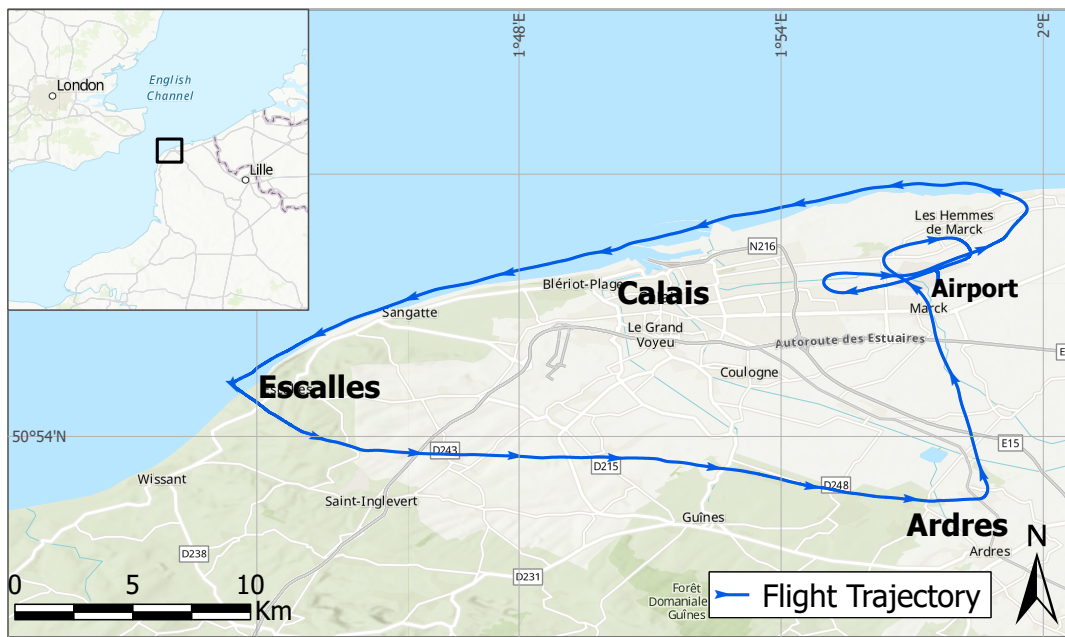 1°48'E
1°54'E
2°E
London
English
Channel
Lille
Les Hemmes
de Marck
N216
Blériot-Plage
Calais
Airport
Sangatte
Marck
Le Grand
Voyeu
Autoroute des Estuaires
E
Coulogne
Escalles
50°54'N
D243
E15
D215
Wissant
D248
Saint-Inglevert
Guînes
Ardres
N
D238
Ardres
D231
0 5 10
Km
Forêt
Domaniale
Guînes
Flight Trajectory